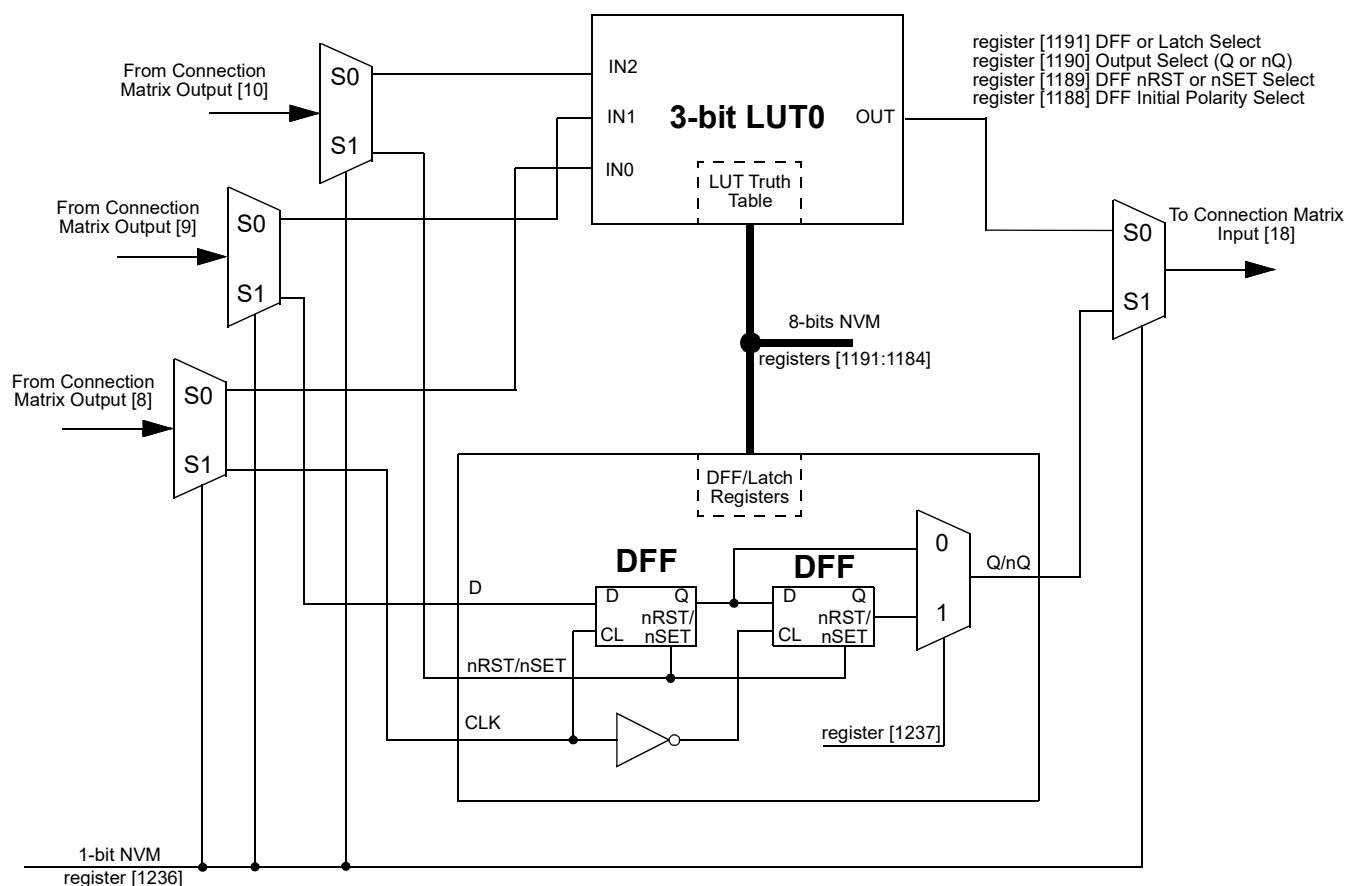 From Connection
Matrix Output [10]
S0
S1
IN2
IN1
IN0
3-bit LUT0
OUT
LUT Truth
Table
register [1191] DFF or Latch Select
register [1190] Output Select (Q or nQ)
register [1189] DFF nRST or nSET Select
register [1188] DFF Initial Polarity Select
From Connection
Matrix Output [9]
S0
S1
To Connection Matrix
Input [18]
S0
S1
8-bits NVM
registers [1191:1184]
From Connection
Matrix Output [8]
S0
S1
DFF/Latch
Registers
DFF
DFF
0
1
Q/nQ
D
D
Q
nRST/
nSET
CL
D
Q
nRST/
nSET
CL
nRST/nSET
CLK
register [1237]
1-bit NVM
register [1236]